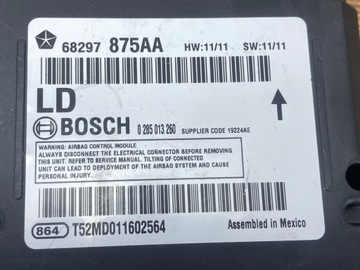 68297 875AA HW:11/11 SW:11/11
LD
BOSCH 0 285 013 260 SUPPLIER CODE 19224AE
WARNING: AIRBAG CONTROL MODULE
ALWAYS DISCONNECT THE ELECTRICAL CONNECTOR BEFORE REMOVING
THIS UNIT. REFER TO SERVICE MANUAL. TILTING OF CONNECTED
UNIT CAN LEAD TO DEPLOYMENT OF THE AIRBAG SYSTEM AND CAUSE
PERSONAL INJURY.
864 T52MD011602564 Assembled in Mexico